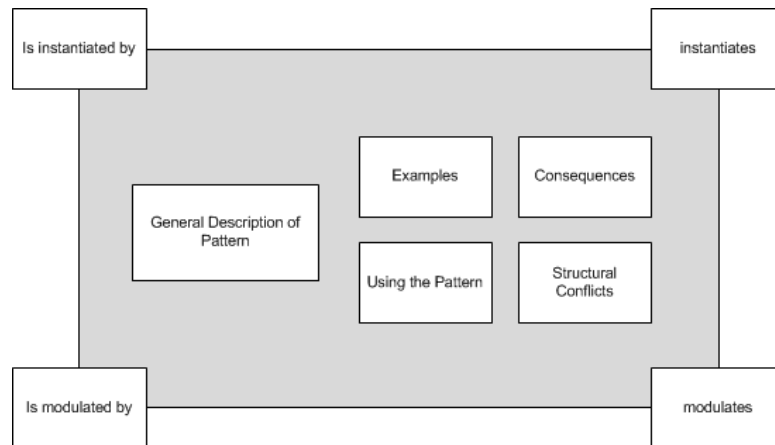 Is instantiated by
instantiates
Examples
Consequences
General Description of
Pattern
Using the Pattern
Structural
Conflicts
Is modulated by
modulates